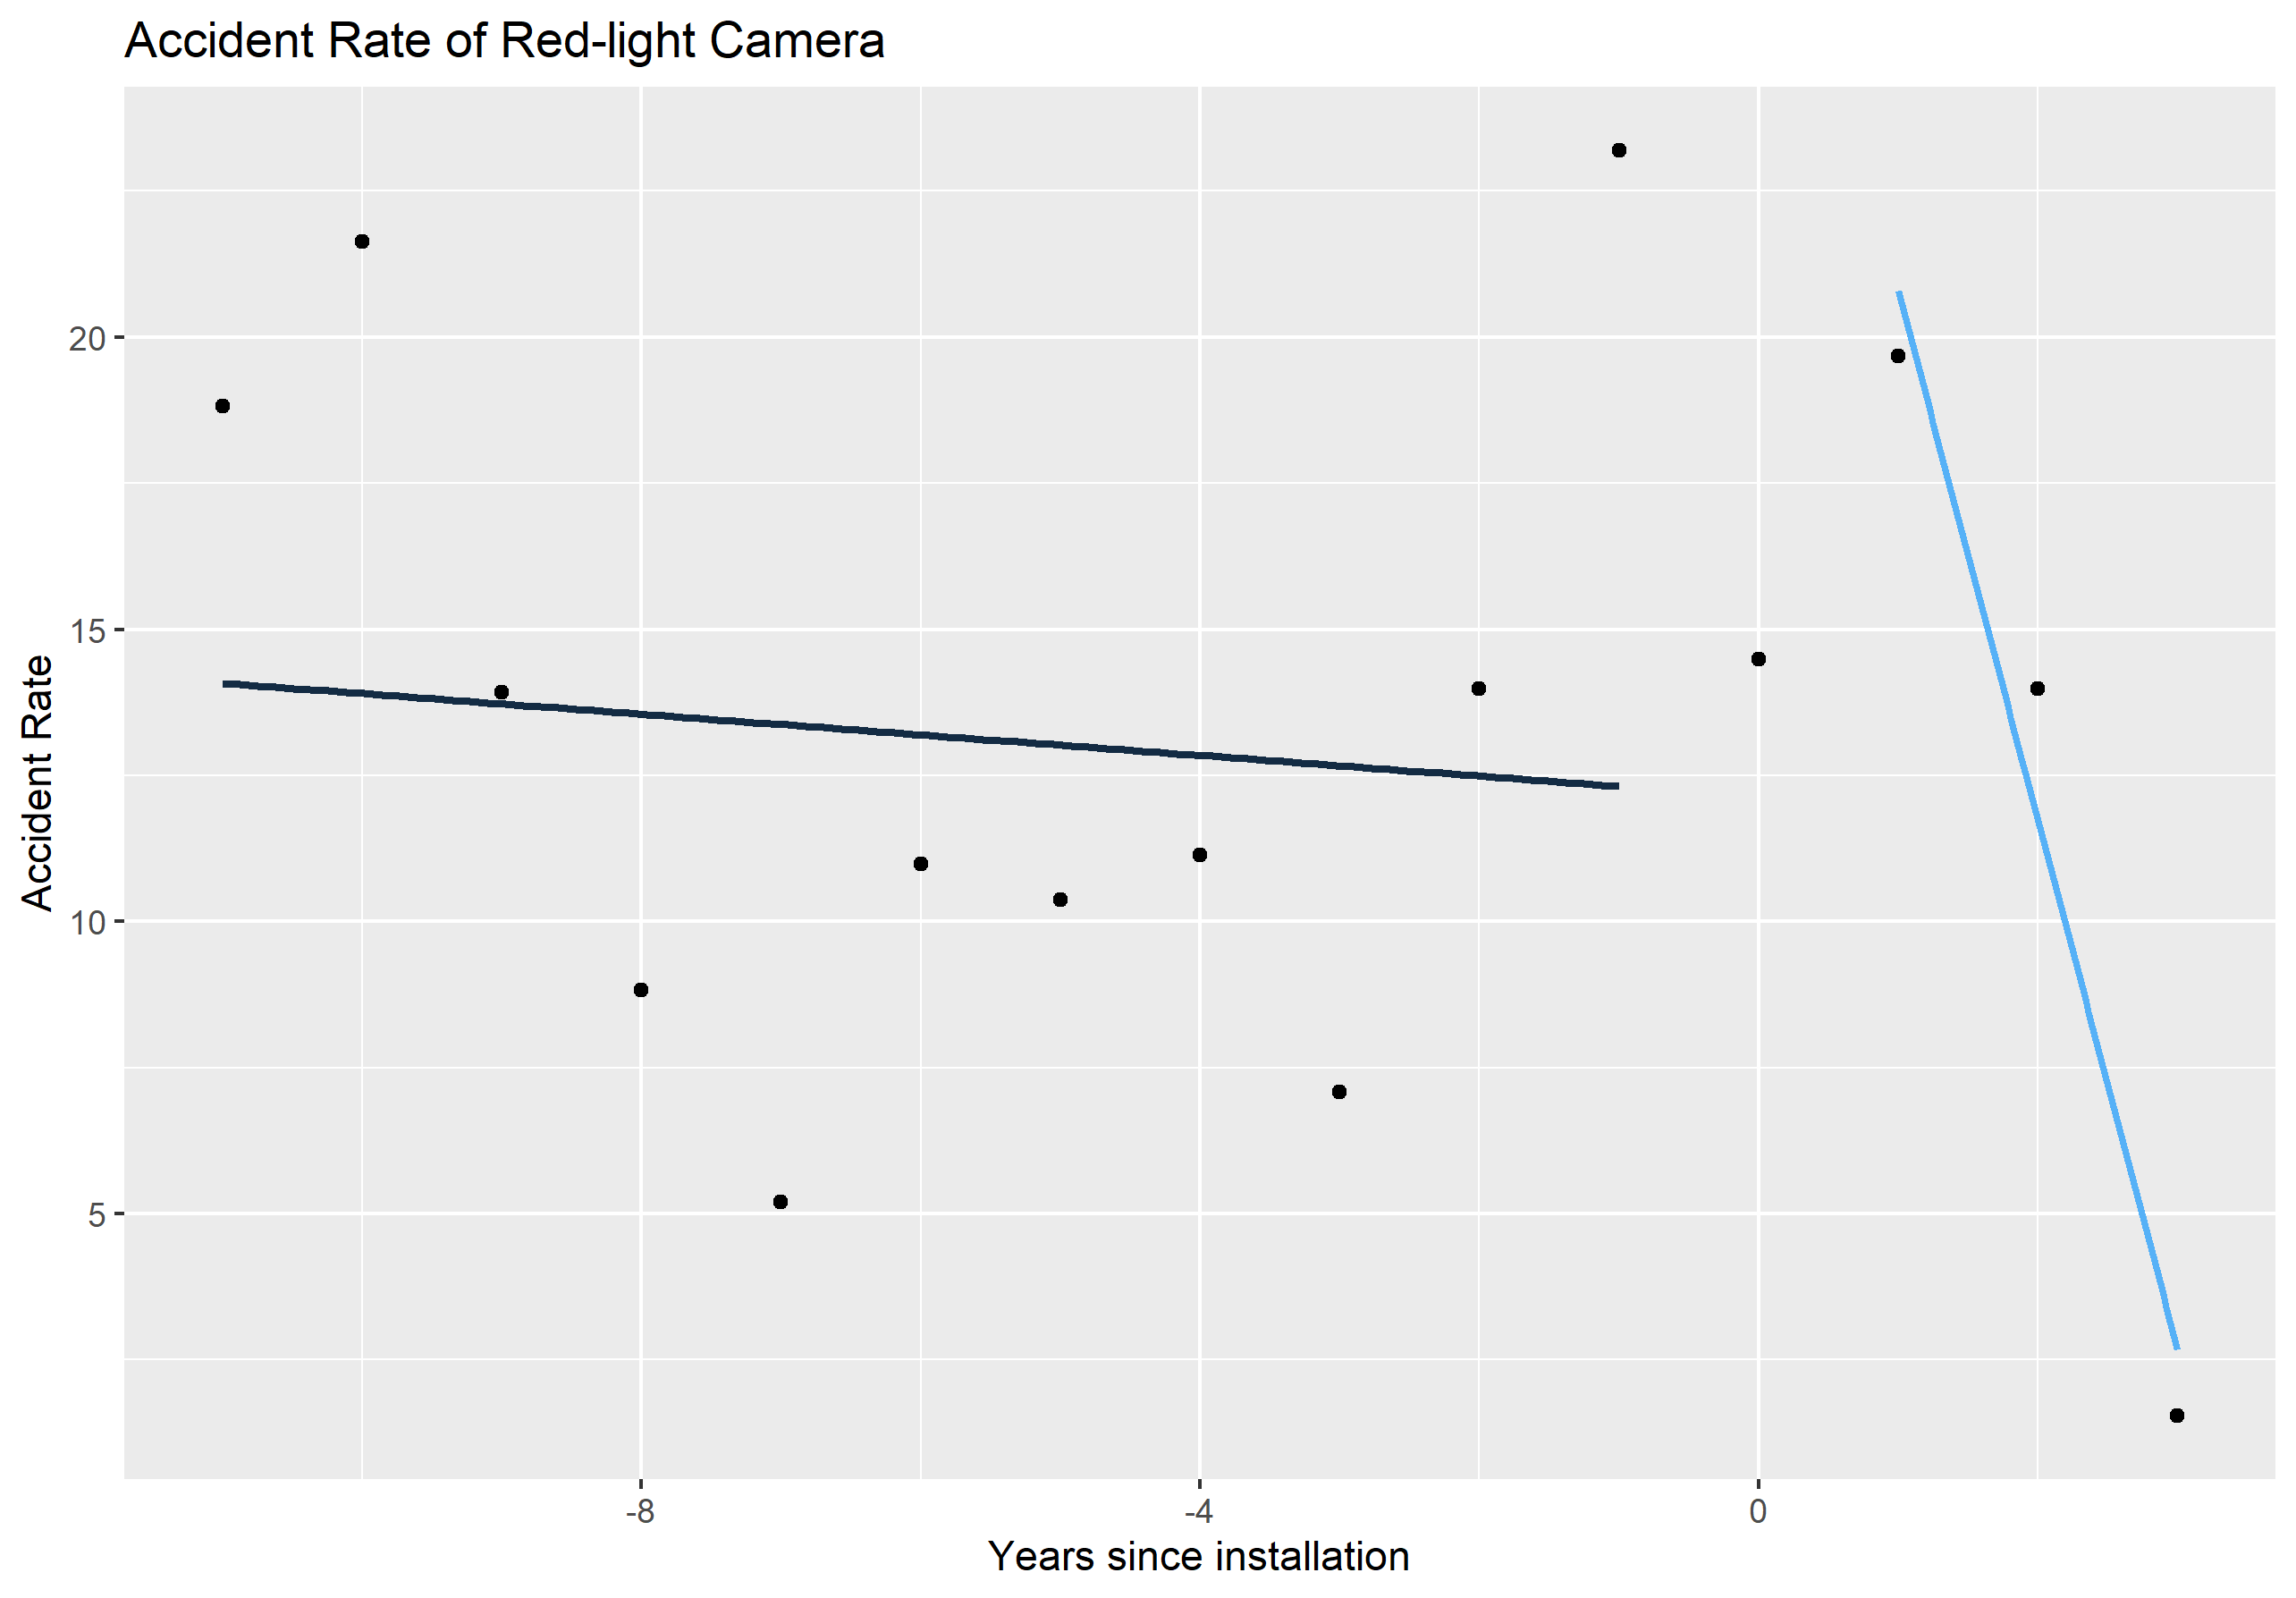 Accident Rate of Red-light Camera
Accident Rate
20
15
10
5
-8
-4
0
Years since installation